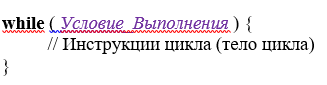 while ( Условие_Выполнения ) {
// Инструкции цикла (тело цикла)
}